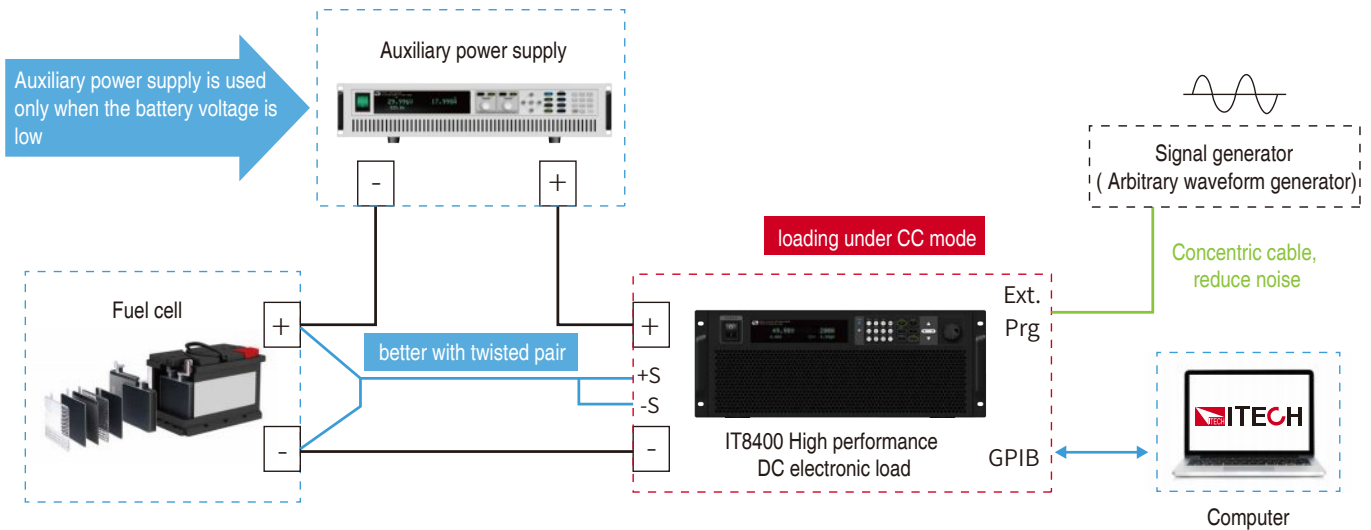 Auxiliary power supply
Auxiliary power supply is used
only when the battery voltage is
low
-
+
Signal generator
( Arbitrary waveform generator)
loading under CC mode
Concentric cable,
reduce noise
Fuel cell
+
+
Ext.
Prg
better with twisted pair
+S
-S
-
-
IT8400 High performance
DC electronic load
GPIB
ITECH
Computer